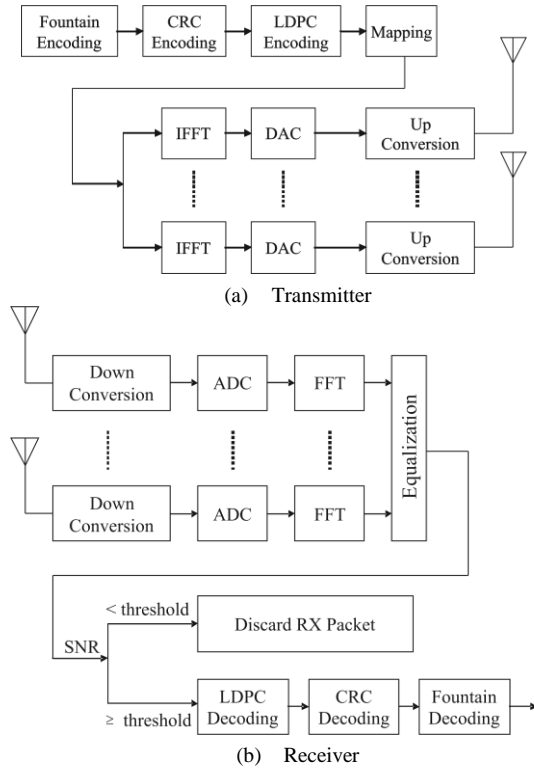 Fountain
Encoding
CRC
Encoding
LDPC
Encoding
Mapping
IFFT
DAC
Up
Conversion
IFFT
DAC
Up
Conversion
(a) Transmitter
Down
Conversion
ADC
FFT
Equalization
Down
Conversion
ADC
FFT
< threshold
Discard RX Packet
SNR
≥ threshold
LDPC
Decoding
CRC
Decoding
Fountain
Decoding
(b) Receiver